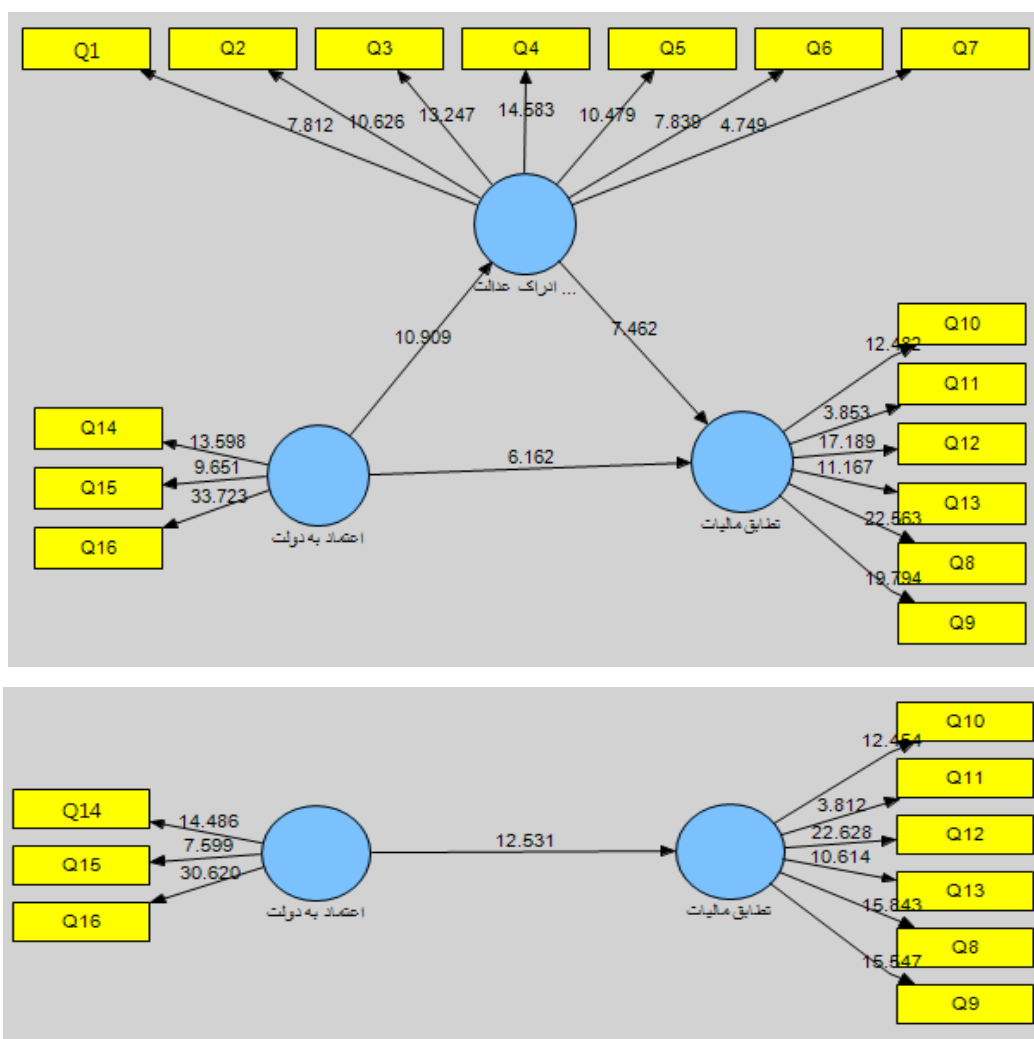 Q1 Q2 Q3 Q4 Q5 Q6 Q7
7.812 10.626 13.247 14.583 10.479 7.839 4.749
ادراک عدالت ...
10.909 7.462
Q10
12.482
Q11
3.853
Q14
13.598
17.189
Q12
6.162
9.651
11.167
Q15
33.723
Q13
22.563
Q16
اعتماد به دولت
تطابق مالیات
Q8
19.794
Q9
Q10
12.454
Q11
3.812
Q14
14.486
12.531
22.628
Q12
7.599
10.614
Q15
30.620
Q13
15.843
Q16
اعتماد به دولت
تطابق مالیات
Q8
15.547
Q9